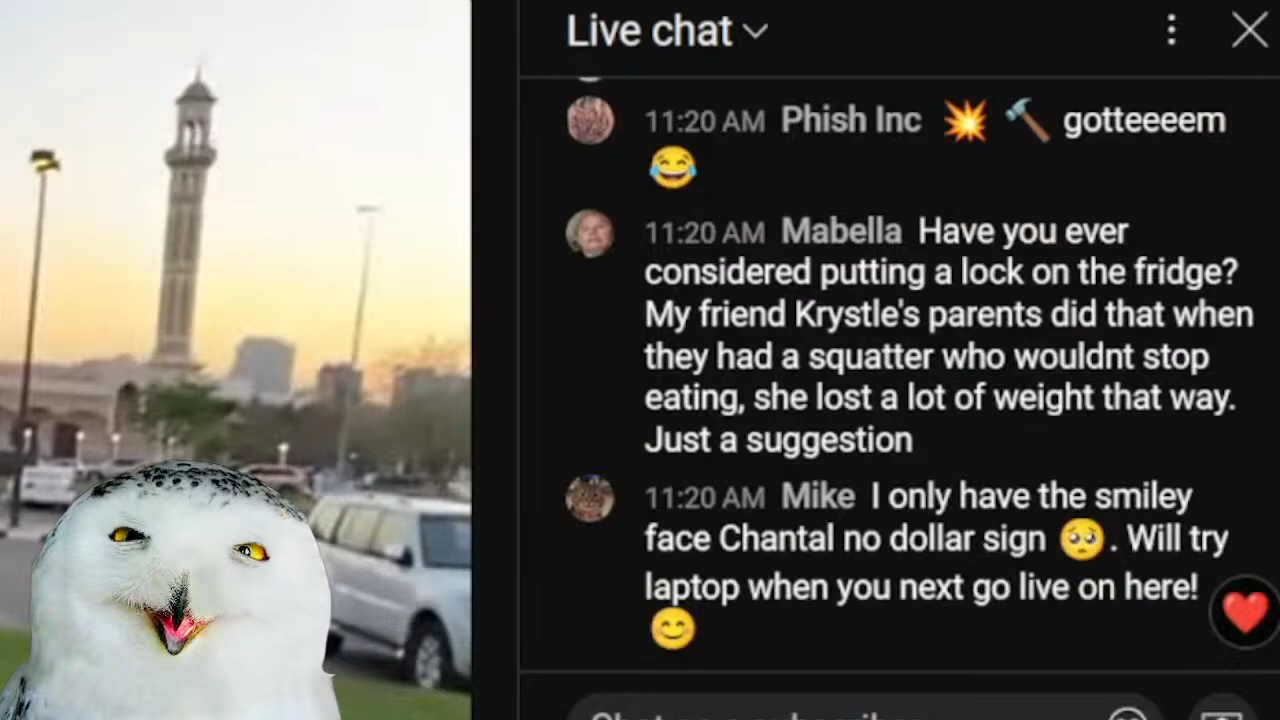 Live chat
11:20 AM Phish Inc 💥 🔨 gotteeeem
😂
11:20 AM Mabella Have you ever
considered putting a lock on the fridge?
My friend Krystle's parents did that when
they had a squatter who wouldnt stop
eating, she lost a lot of weight that way.
Just a suggestion
11:20 AM Mike I only have the smiley
face Chantal no dollar sign 🥺. Will try
laptop when you next go live on here!
😊